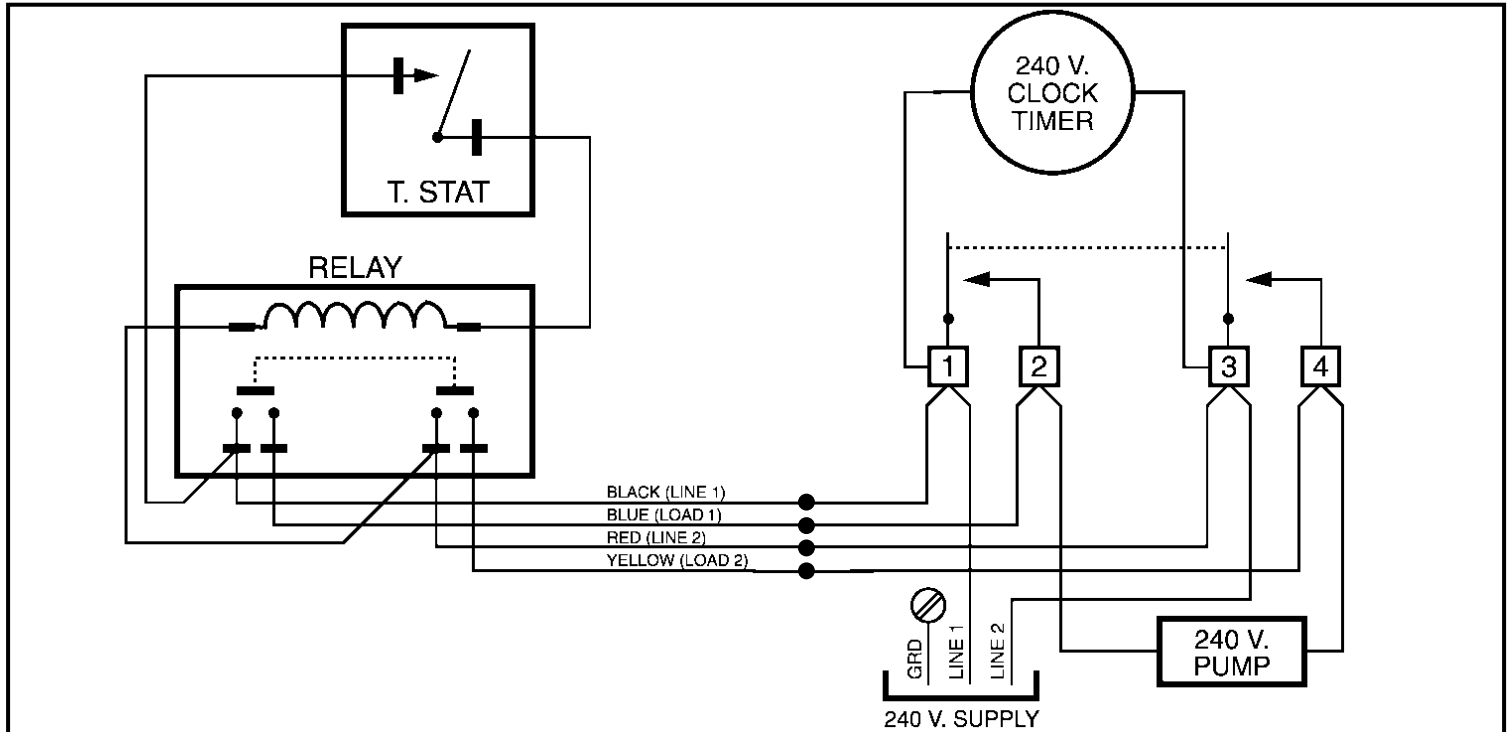 240 V.
CLOCK
TIMER
T. STAT
RELAY
1
2
3
4
BLACK (LINE 1)
BLUE (LOAD 1)
RED (LINE 2)
YELLOW (LOAD 2)
GRD
LINE 1
LINE 2
240 V.
PUMP
240 V. SUPPLY